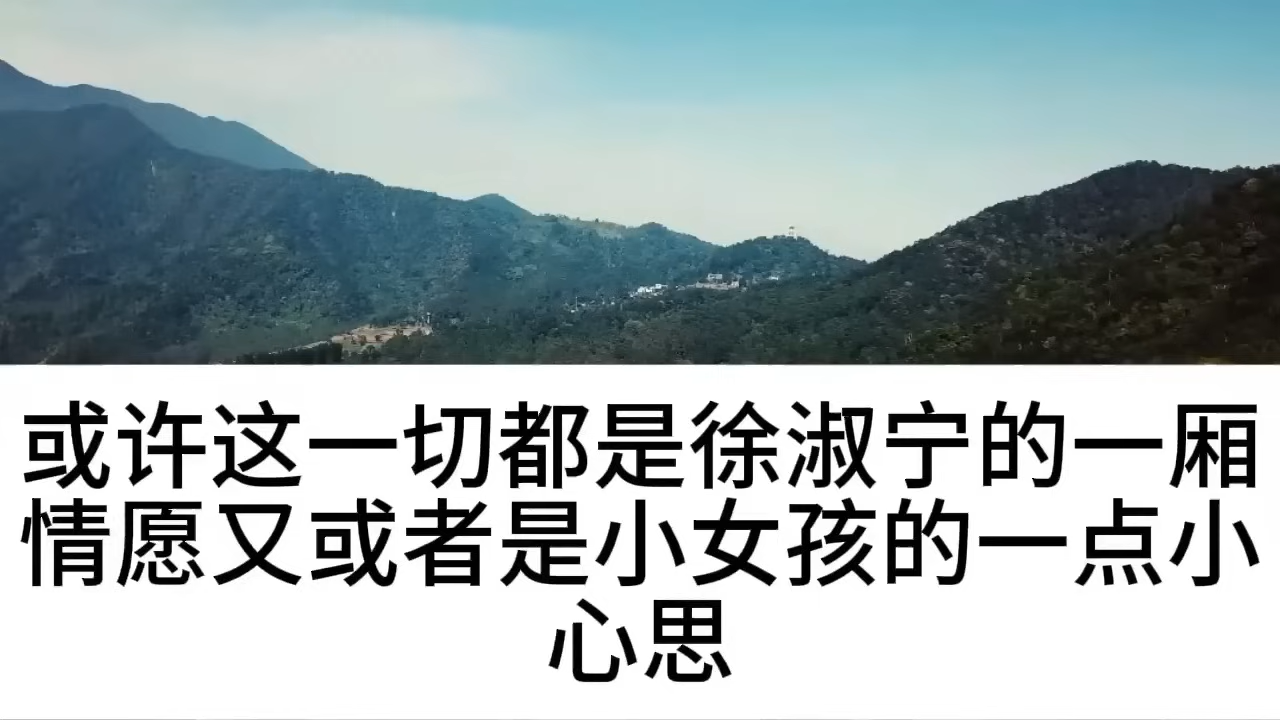 或许这一切都是徐淑宁的一厢
情愿又或者是小女孩的一点小
心思